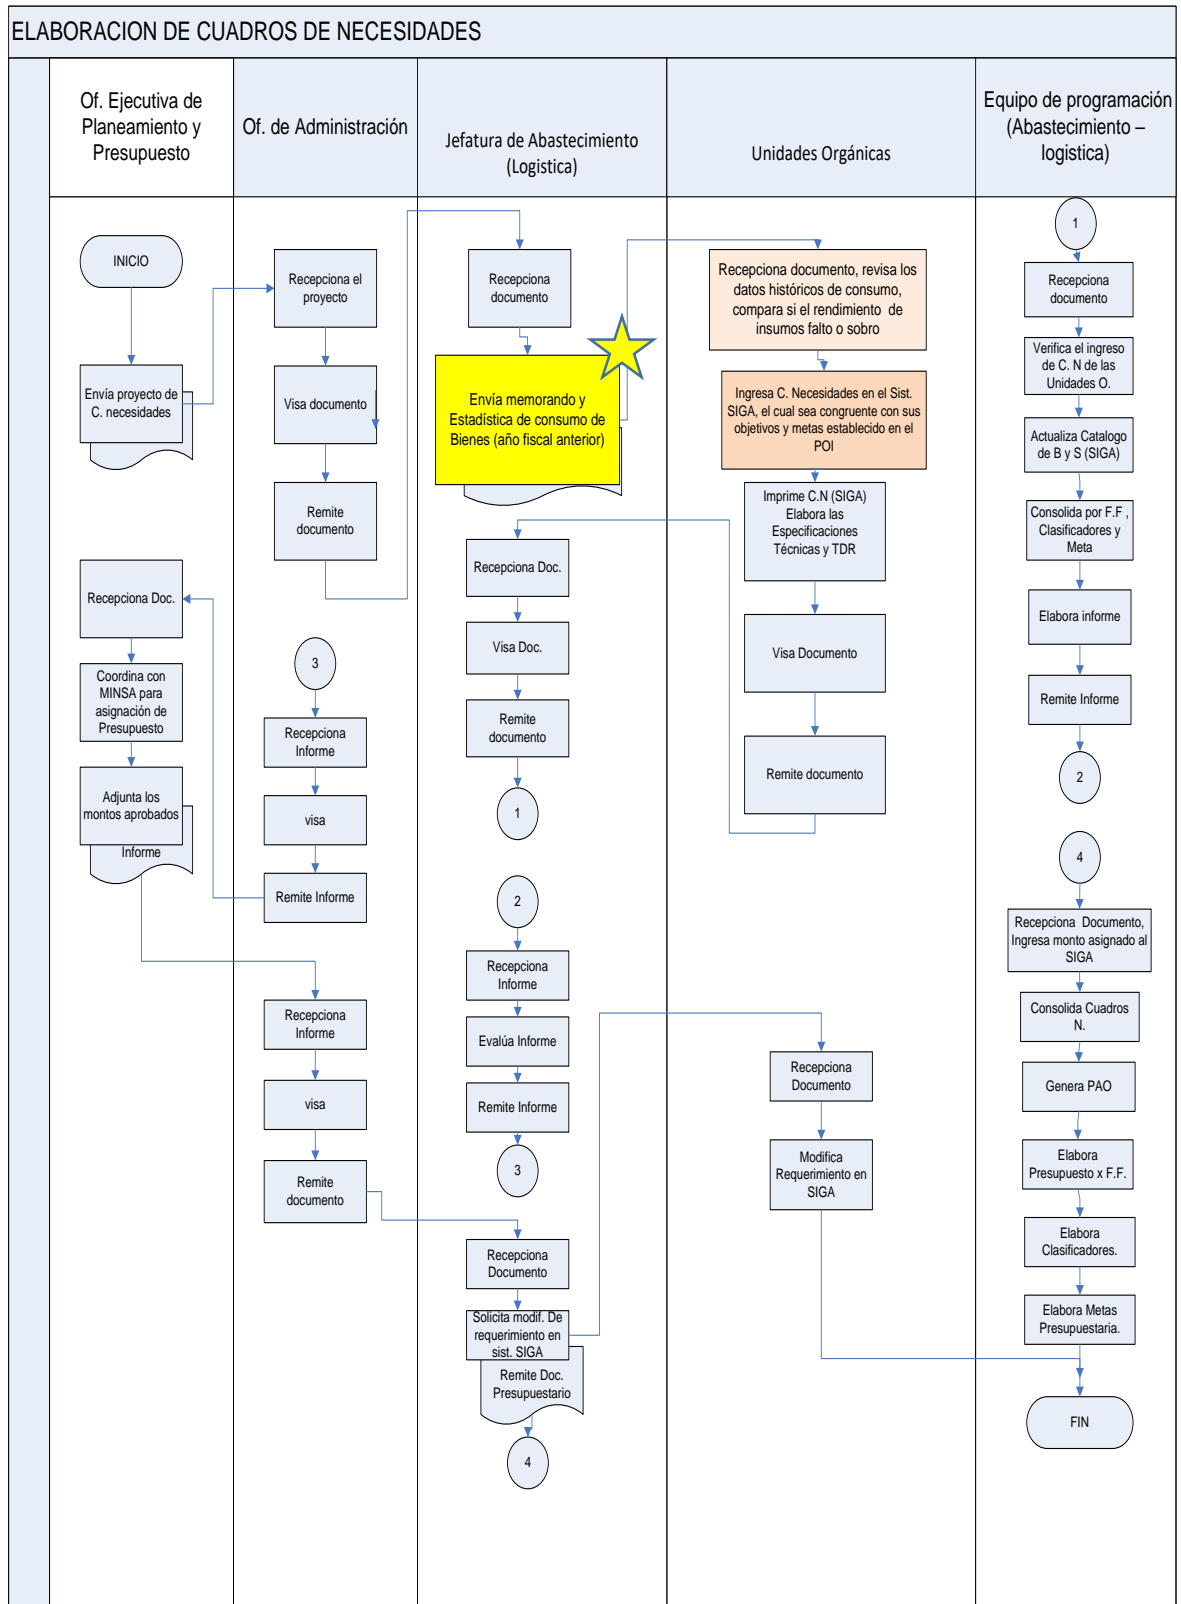 ELABORACION DE CUADROS DE NECESIDADES
Of. Ejecutiva de
Planeamiento y
Presupuesto
Of. de Administración
Jefatura de Abastecimiento
(Logistica)
Unidades Orgánicas
Equipo de programación
(Abastecimiento –
logistica)
INICIO
Envía proyecto de
C. necesidades
Recepciona Doc.
Coordina con
MINSA para
asignación de
Presupuesto
Adjunta los
montos aprobados
Informe
Recepciona el
proyecto
Visa documento
Remite
documento
3
Recepciona
Informe
visa
Remite Informe
Recepciona
Informe
visa
Remite
documento
Recepciona
documento
Envía memorando y
Estadística de consumo de
Bienes (año fiscal anterior)
Recepciona Doc.
Visa Doc.
Remite
documento
1
2
Recepciona
Informe
Evalúa Informe
Remite Informe
3
Recepciona
Documento
Solicita modif. De
requerimiento en
sist. SIGA
Remite Doc.
Presupuestario
4
Recepciona documento, revisa los
datos históricos de consumo,
compara si el rendimiento de
insumos falto o sobro
Ingresa C. Necesidades en el Sist.
SIGA, el cual sea congruente con sus
objetivos y metas establecido en el
POI
Imprime C.N (SIGA)
Elabora las
Especificaciones
Técnicas y TDR
Visa Documento
Remite documento
Recepciona
Documento
Modifica
Requerimiento en
SIGA
1
Recepciona
documento
Verifica el ingreso
de C. N de las
Unidades O.
Actualiza Catalogo
de B y S (SIGA)
Consolida por F.F ,
Clasificadores y
Meta
Elabora informe
Remite Informe
2
4
Recepciona Documento,
Ingresa monto asignado al
SIGA
Consolida Cuadros
N.
Genera PAO
Elabora
Presupuesto x F.F.
Elabora
Clasificadores.
Elabora Metas
Presupuestaria.
FIN